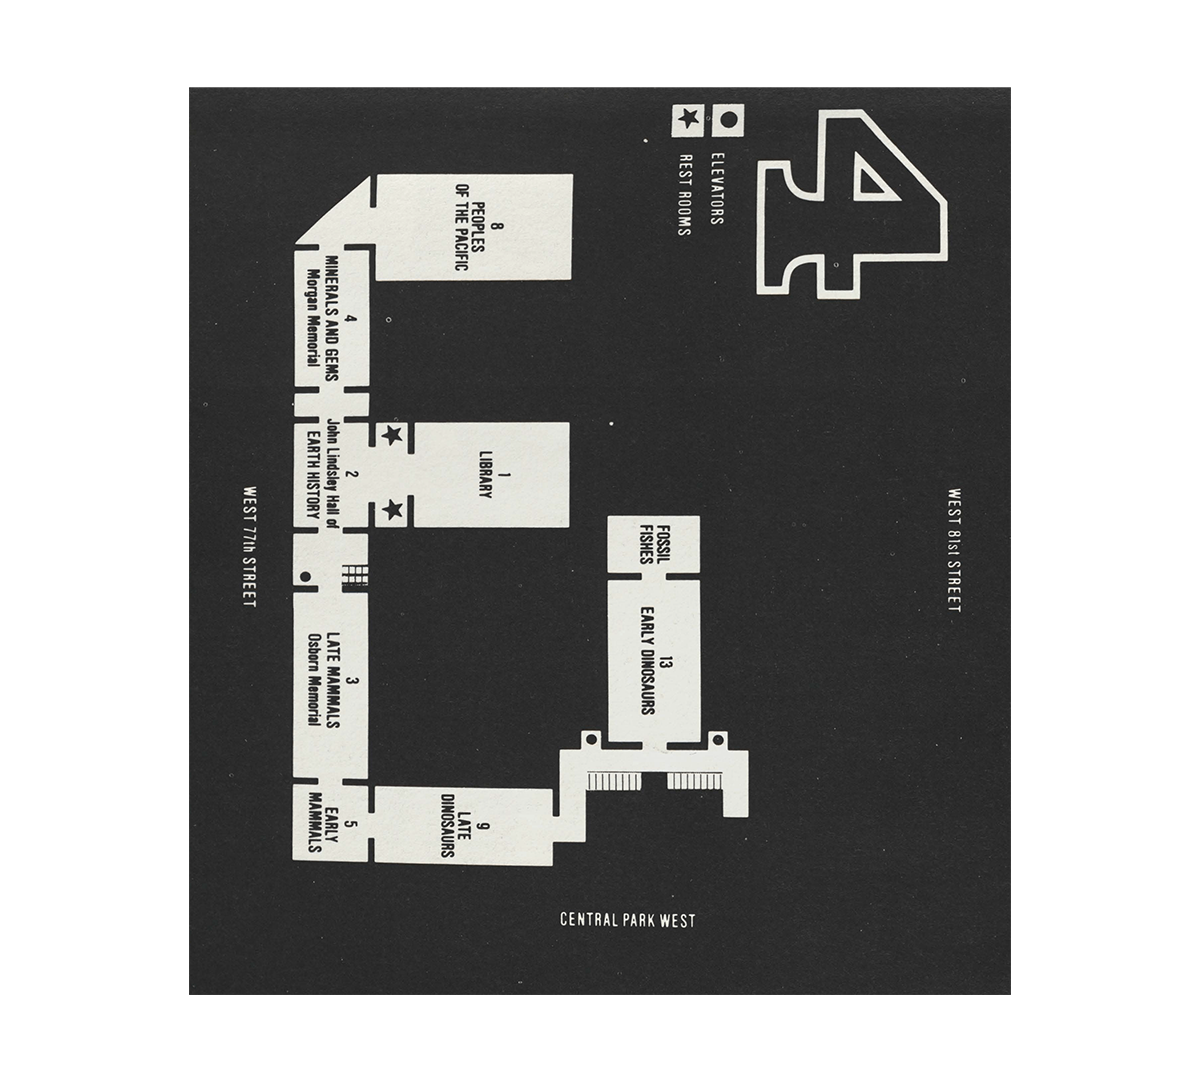 4
ELEVATORS
REST ROOMS
8
PEOPLES
OF THE PACIFIC
4
MINERALS AND GEMS
Morgan Memorial
2
John Lindsley Hall of
EARTH HISTORY
1
LIBRARY
FOSSIL
FISHES
13
EARLY DINOSAURS
3
LATE MAMMALS
Osborn Memorial
5
EARLY
MAMMALS
9
LATE
DINOSAURS
WEST 77th STREET
WEST 81st STREET
CENTRAL PARK WEST